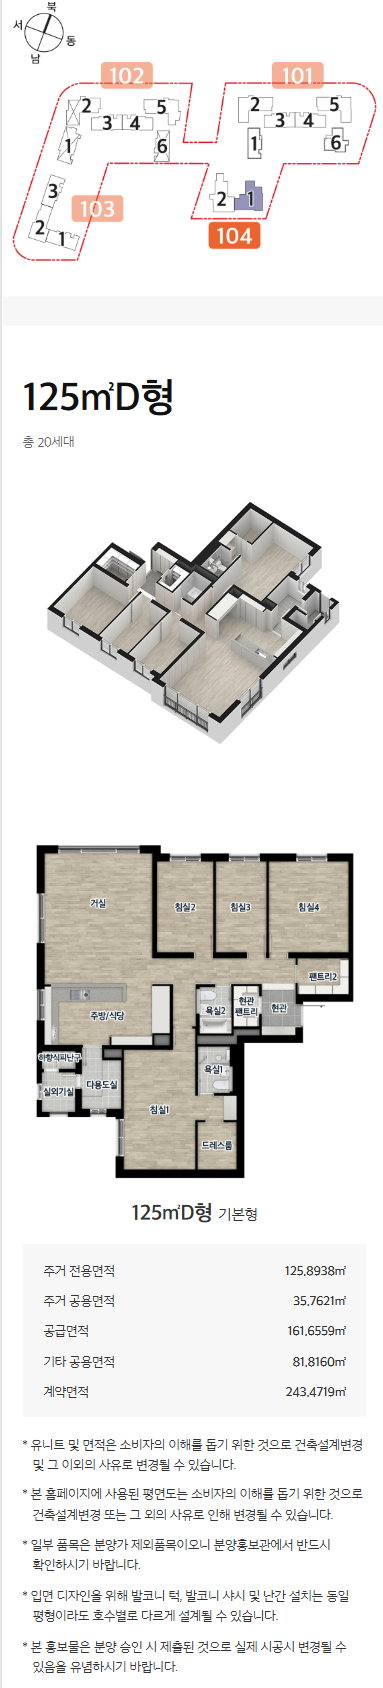 북
서
동
남
102
101
2
5
2
5
3 4
3 4
1
6
1
6
3
103
2
1
2
1
104
125㎡D형
총 20세대
거실
침실2
침실3
침실4
팬트리2
주방/식당
욕실2
현관
팬트리
현관
하향식피난구
실외기실
다용도실
욕실1
침실1
드레스룸
125㎡D형 기본형
주거 전용면적 125.8938㎡
주거 공용면적 35.7621㎡
공급면적 161.6559㎡
기타 공용면적 81.8160㎡
계약면적 243.4719㎡
* 유니트 및 면적은 소비자의 이해를 돕기 위한 것으로 건축설계변경
및 그 이외의 사유로 변경될 수 있습니다.
* 본 홈페이지에 사용된 평면도는 소비자의 이해를 돕기 위한 것으로
건축설계변경 또는 그 외의 사유로 인해 변경될 수 있습니다.
* 일부 품목은 분양가 제외품목이오니 분양홍보관에서 반드시
확인하시기 바랍니다.
* 입면 디자인을 위해 발코니 턱, 발코니 샤시 및 난간 설치는 동일
평형이라도 호수별로 다르게 설계될 수 있습니다.
* 본 홍보물은 분양 승인 시 제출된 것으로 실제 시공시 변경될 수
있음을 유념하시기 바랍니다.